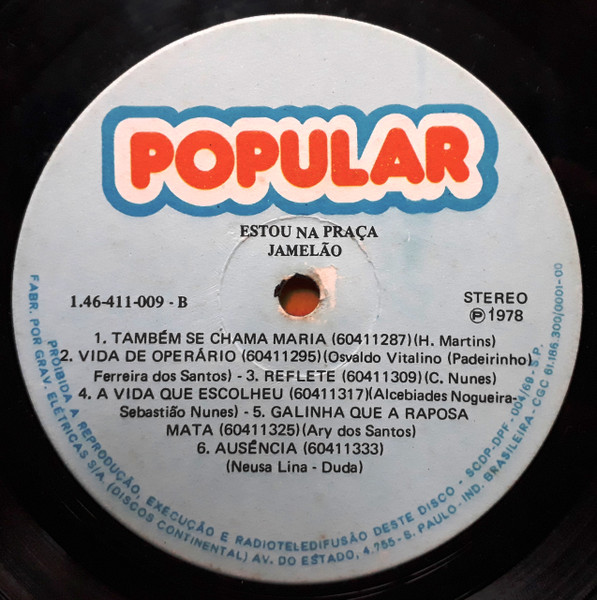 POPULAR
ESTOU NA PRAÇA
JAMELÃO
1.46-411-009 - B
STEREO
Ⓟ 1978
1. TAMBÉM SE CHAMA MARIA (60411287) (H. Martins)
2. VIDA DE OPERÁRIO (60411295) (Osvaldo Vitalino (Padeirinho)
Ferreira dos Santos) - 3. REFLETE (60411309) (C. Nunes)
4. A VIDA QUE ESCOLHEU (60411317) (Alcebiades Nogueira-
Sebastião Nunes) - 5. GALINHA QUE A RAPOSA
MATA (60411325) (Ary dos Santos)
6. AUSÊNCIA (60411333)
(Neusa Lina - Duda)
PROIBIDA A REPRODUÇÃO, EXECUÇÃO E RADIOTELEDIFUSÃO DESTE DISCO - SCDP-DPF - 004/69 - S.P.
FABR. POR GRAV. ELÉTRICAS S/A. (DISCOS CONTINENTAL) AV. DO ESTADO, 4.755 - S. PAULO - IND. BRASILEIRA - CGC 61.186.300/0001-00